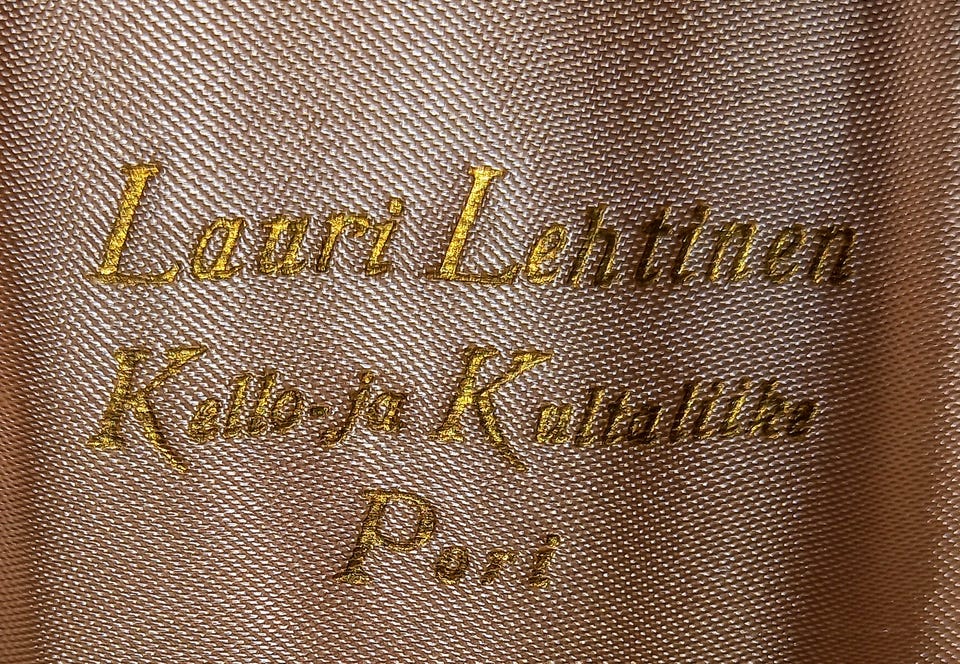 Lauri Lehtinen
Kello- ja Kultaliike
Pori